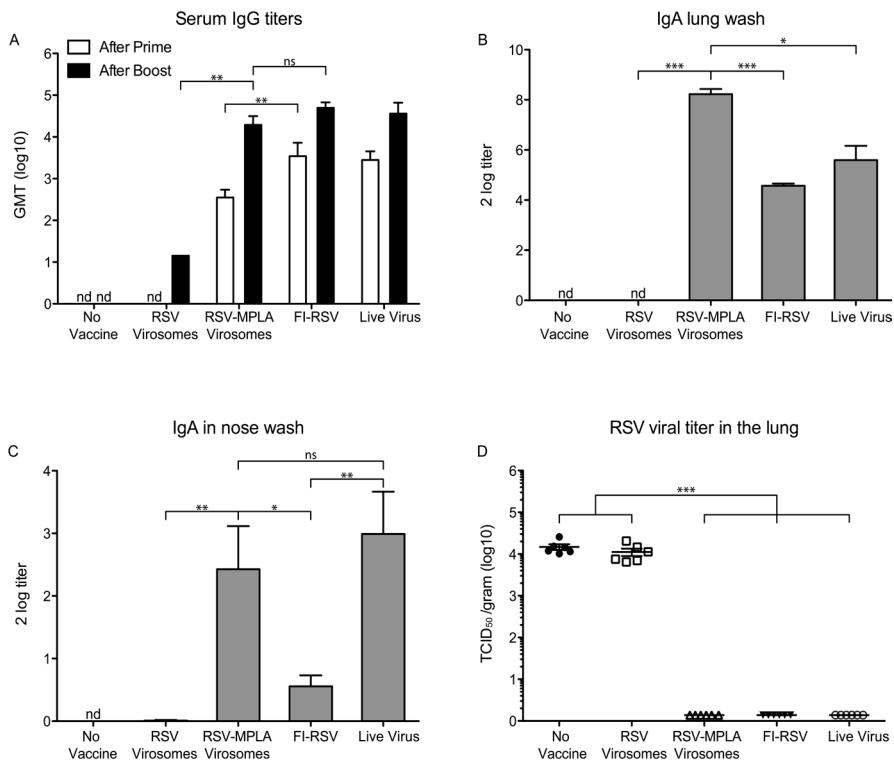 Serum IgG titers
A
After Prime
After Boost
GMT (log10)
6
5
4
3
2
1
0
**
ns
**
nd nd
nd
No Vaccine
RSV Virosomes
RSV-MPLA Virosomes
FI-RSV
Live Virus
IgA lung wash
B
2 log titer
10
8
6
4
2
0
*
***
***
nd
nd
No Vaccine
RSV Virosomes
RSV-MPLA Virosomes
FI-RSV
Live Virus
IgA in nose wash
C
2 log titer
4
3
2
1
0
ns
**
*
**
nd
No Vaccine
RSV Virosomes
RSV-MPLA Virosomes
FI-RSV
Live Virus
RSV viral titer in the lung
D
TCID₅₀ /gram (log10)
6
5
4
3
2
1
0
***
No Vaccine
RSV Virosomes
RSV-MPLA Virosomes
FI-RSV
Live Virus